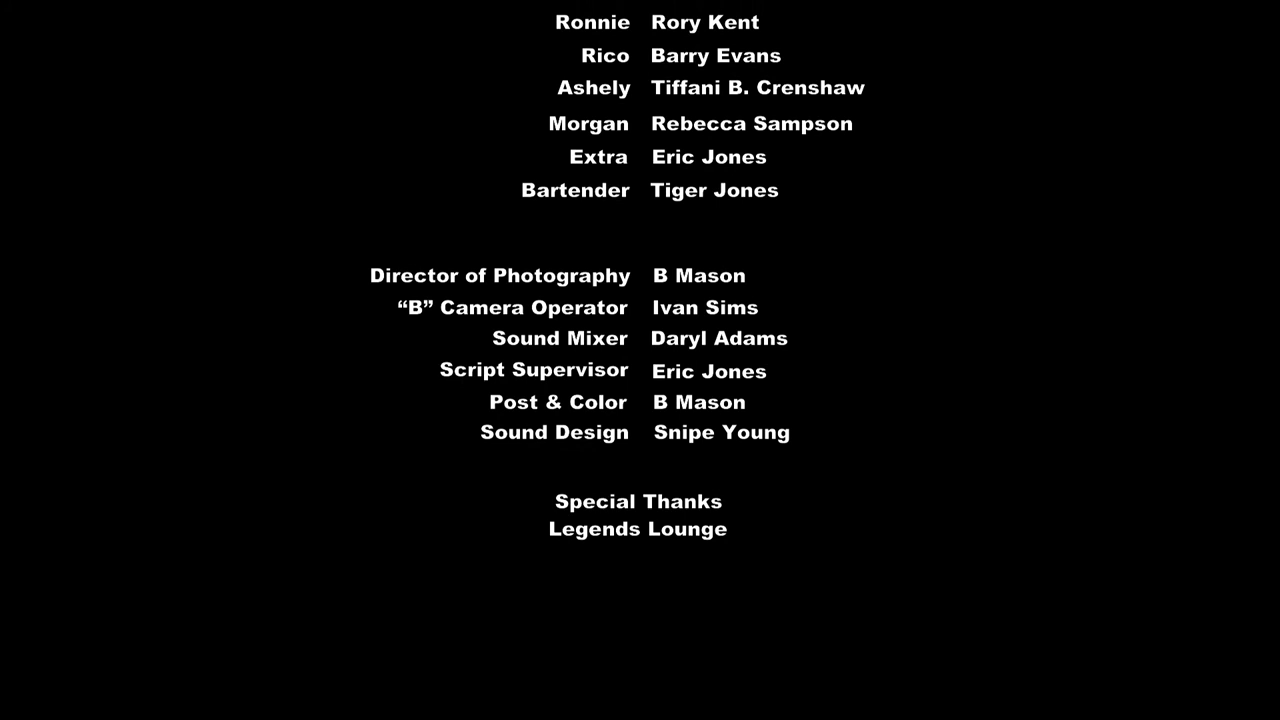 Ronnie Rory Kent
Rico Barry Evans
Ashely Tiffani B. Crenshaw
Morgan Rebecca Sampson
Extra Eric Jones
Bartender Tiger Jones
Director of Photography B Mason
“B” Camera Operator Ivan Sims
Sound Mixer Daryl Adams
Script Supervisor Eric Jones
Post & Color B Mason
Sound Design Snipe Young
Special Thanks
Legends Lounge